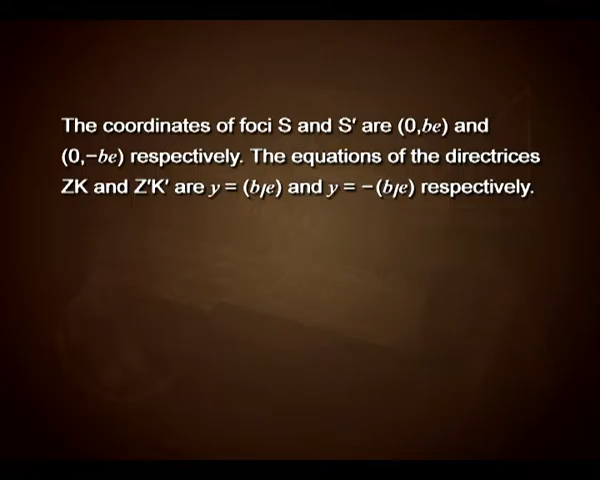 The coordinates of foci S and S′ are (0,be) and
(0,−be) respectively. The equations of the directrices
ZK and Z′K′ are y = (b/e) and y = −(b/e) respectively.